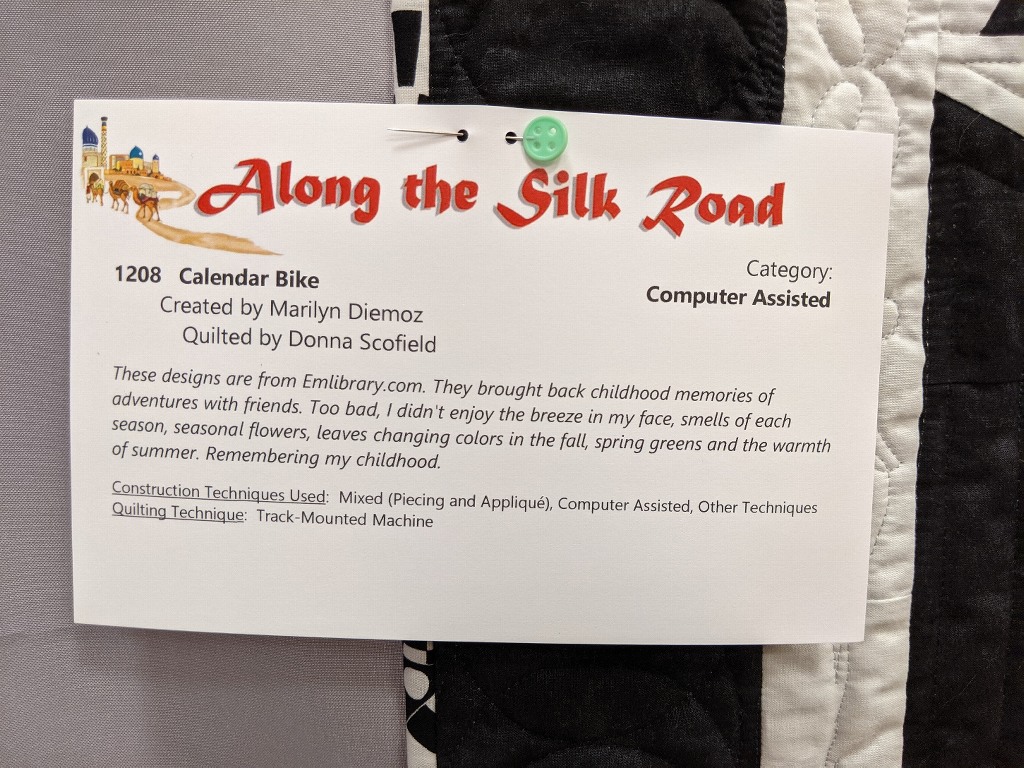 Along the Silk Road
1208 Calendar Bike
Created by Marilyn Diemoz
Quilted by Donna Scofield
Category:
Computer Assisted
These designs are from Emlibrary.com. They brought back childhood memories of
adventures with friends. Too bad, I didn't enjoy the breeze in my face, smells of each
season, seasonal flowers, leaves changing colors in the fall, spring greens and the warmth
of summer. Remembering my childhood.
Construction Techniques Used: Mixed (Piecing and Appliqué), Computer Assisted, Other Techniques
Quilting Technique: Track-Mounted Machine